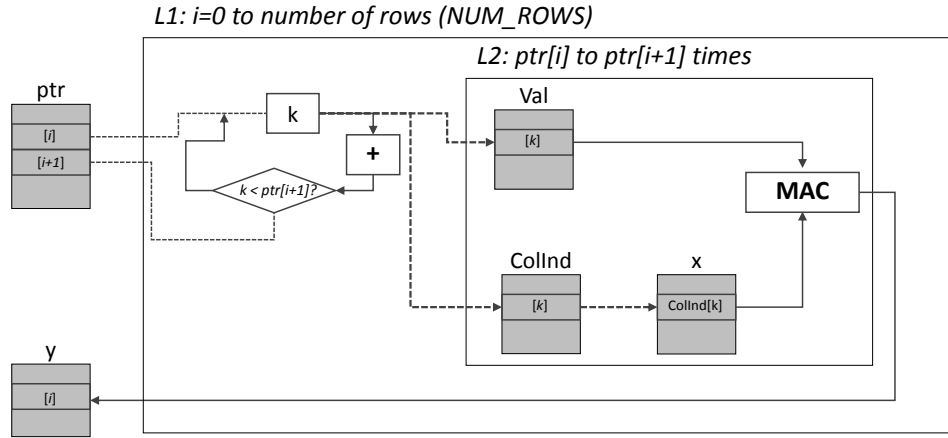 L1: i=0 to number of rows (NUM_ROWS)
L2: ptr[i] to ptr[i+1] times
ptr
[i]
[i+1]
k
+
k < ptr[i+1]?
Val
[k]
MAC
ColInd
[k]
x
ColInd[k]
y
[i]